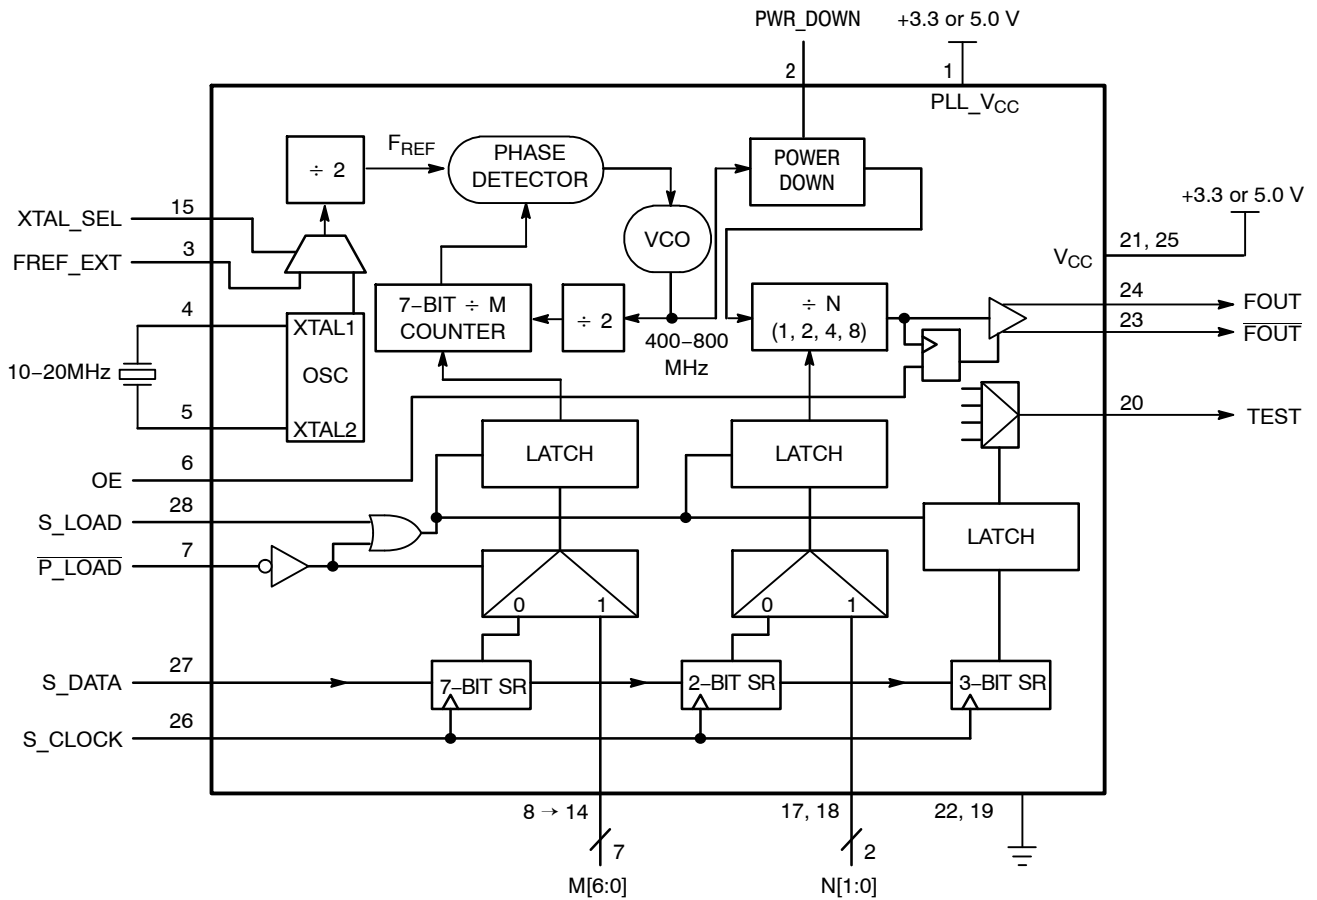 PWR_DOWN
+3.3 or 5.0 V
2
1
PLL_VCC
÷ 2
FREF
PHASE
DETECTOR
POWER
DOWN
XTAL_SEL
15
FREF_EXT
3
VCO
+3.3 or 5.0 V
VCC
21, 25
4
XTAL1
OSC
XTAL2
10–20MHz
5
7–BIT ÷ M
COUNTER
÷ 2
400–800
MHz
÷ N
(1, 2, 4, 8)
24
FOUT
23
FOUT
20
TEST
OE
6
LATCH
LATCH
S_LOAD
28
P_LOAD
7
LATCH
0
1
0
1
S_DATA
27
7–BIT SR
2–BIT SR
3–BIT SR
S_CLOCK
26
8 → 14
17, 18
22, 19
7
2
M[6:0]
N[1:0]